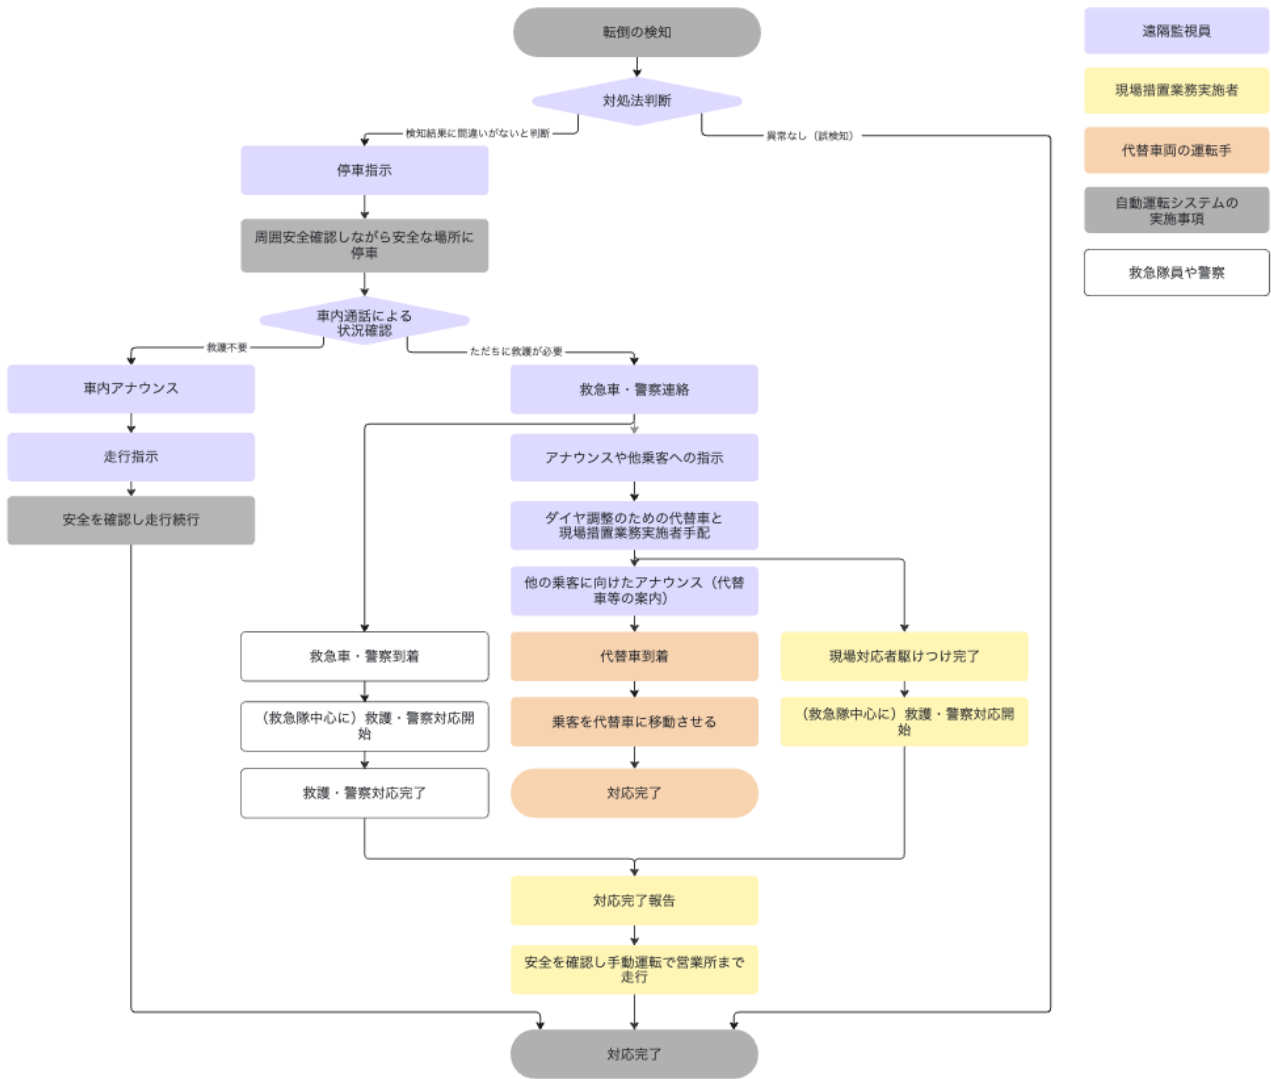 転倒の検知
対処法判断
検知結果に間違いがないと判断
異常なし（誤検知）
停車指示
周囲安全確認しながら安全な場所に
停車
車内通話による
状況確認
救護不要
ただちに救護が必要
車内アナウンス
走行指示
安全を確認し走行続行
救急車・警察連絡
アナウンスや他乗客への指示
ダイヤ調整のための代替車と
現場措置業務実施者手配
他の乗客に向けたアナウンス（代替
車等の案内）
救急車・警察到着
（救急隊中心に）救護・警察対応開
始
救護・警察対応完了
代替車到着
乗客を代替車に移動させる
対応完了
現場対応者駆けつけ完了
（救急隊中心に）救護・警察対応開
始
対応完了報告
安全を確認し手動運転で営業所まで
走行
対応完了
遠隔監視員
現場措置業務実施者
代替車両の運転手
自動運転システムの
実施事項
救急隊員や警察